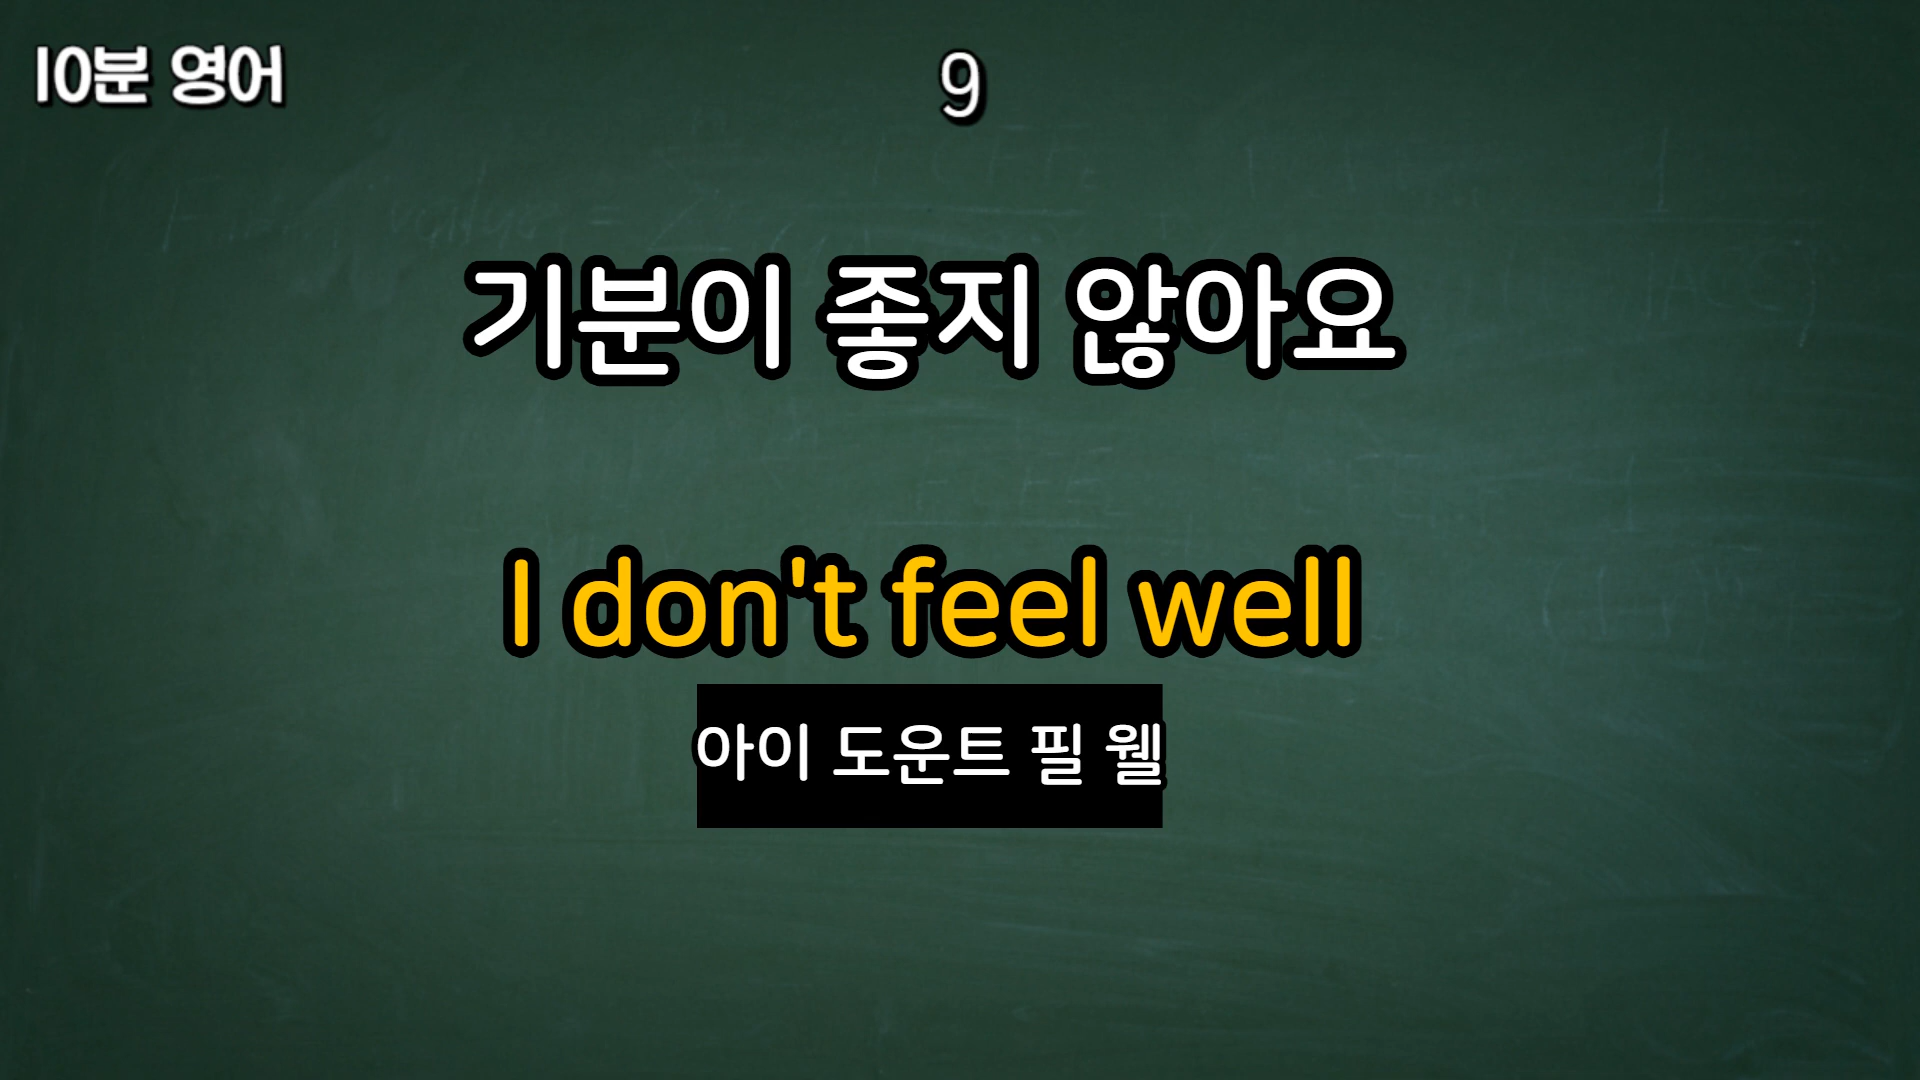 10분 영어
9
기분이 좋지 않아요
I don't feel well
아이 도운트 필 웰